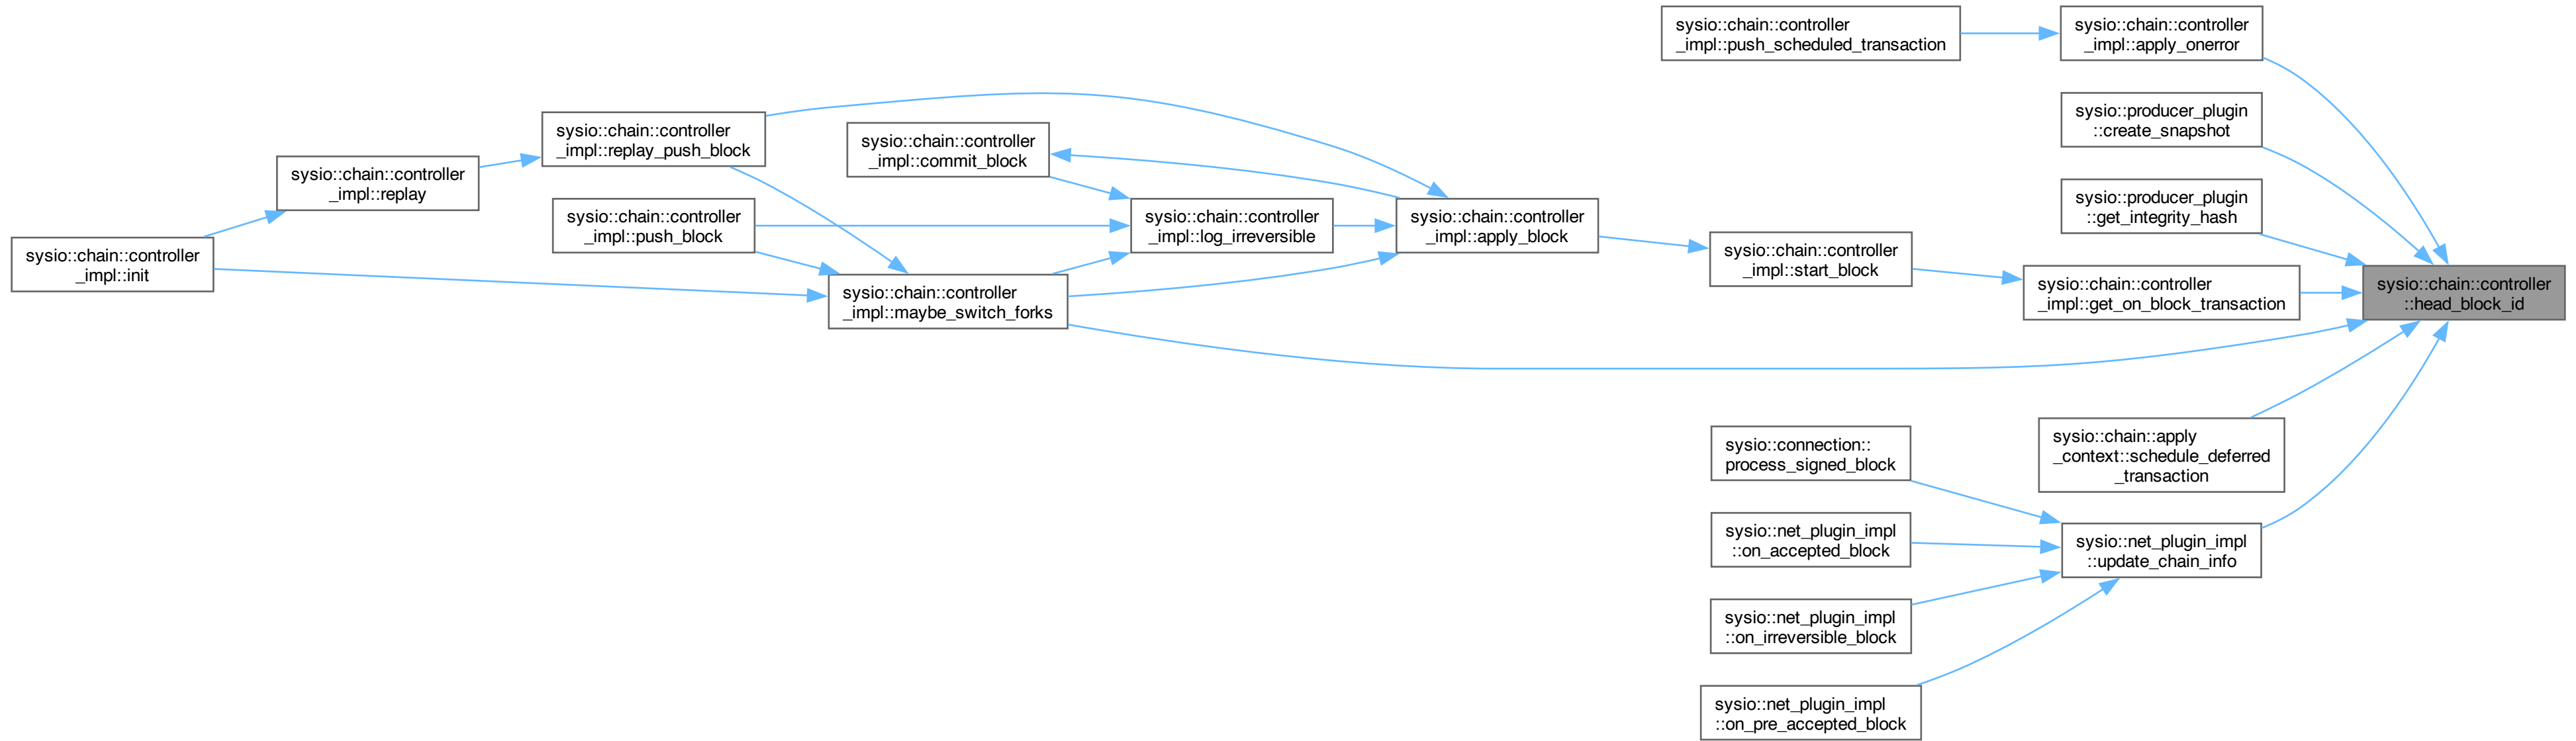 sysio::chain::controller
_impl::push_scheduled_transaction
sysio::chain::controller
_impl::apply_onerror
sysio::producer_plugin
::create_snapshot
sysio::chain::controller
_impl::replay_push_block
sysio::chain::controller
_impl::commit_block
sysio::chain::controller
_impl::replay
sysio::producer_plugin
::get_integrity_hash
sysio::chain::controller
_impl::push_block
sysio::chain::controller
_impl::log_irreversible
sysio::chain::controller
_impl::apply_block
sysio::chain::controller
_impl::init
sysio::chain::controller
_impl::start_block
sysio::chain::controller
_impl::maybe_switch_forks
sysio::chain::controller
_impl::get_on_block_transaction
sysio::chain::controller
::head_block_id
sysio::chain::apply
_context::schedule_deferred
_transaction
sysio::connection::
process_signed_block
sysio::net_plugin_impl
::on_accepted_block
sysio::net_plugin_impl
::update_chain_info
sysio::net_plugin_impl
::on_irreversible_block
sysio::net_plugin_impl
::on_pre_accepted_block